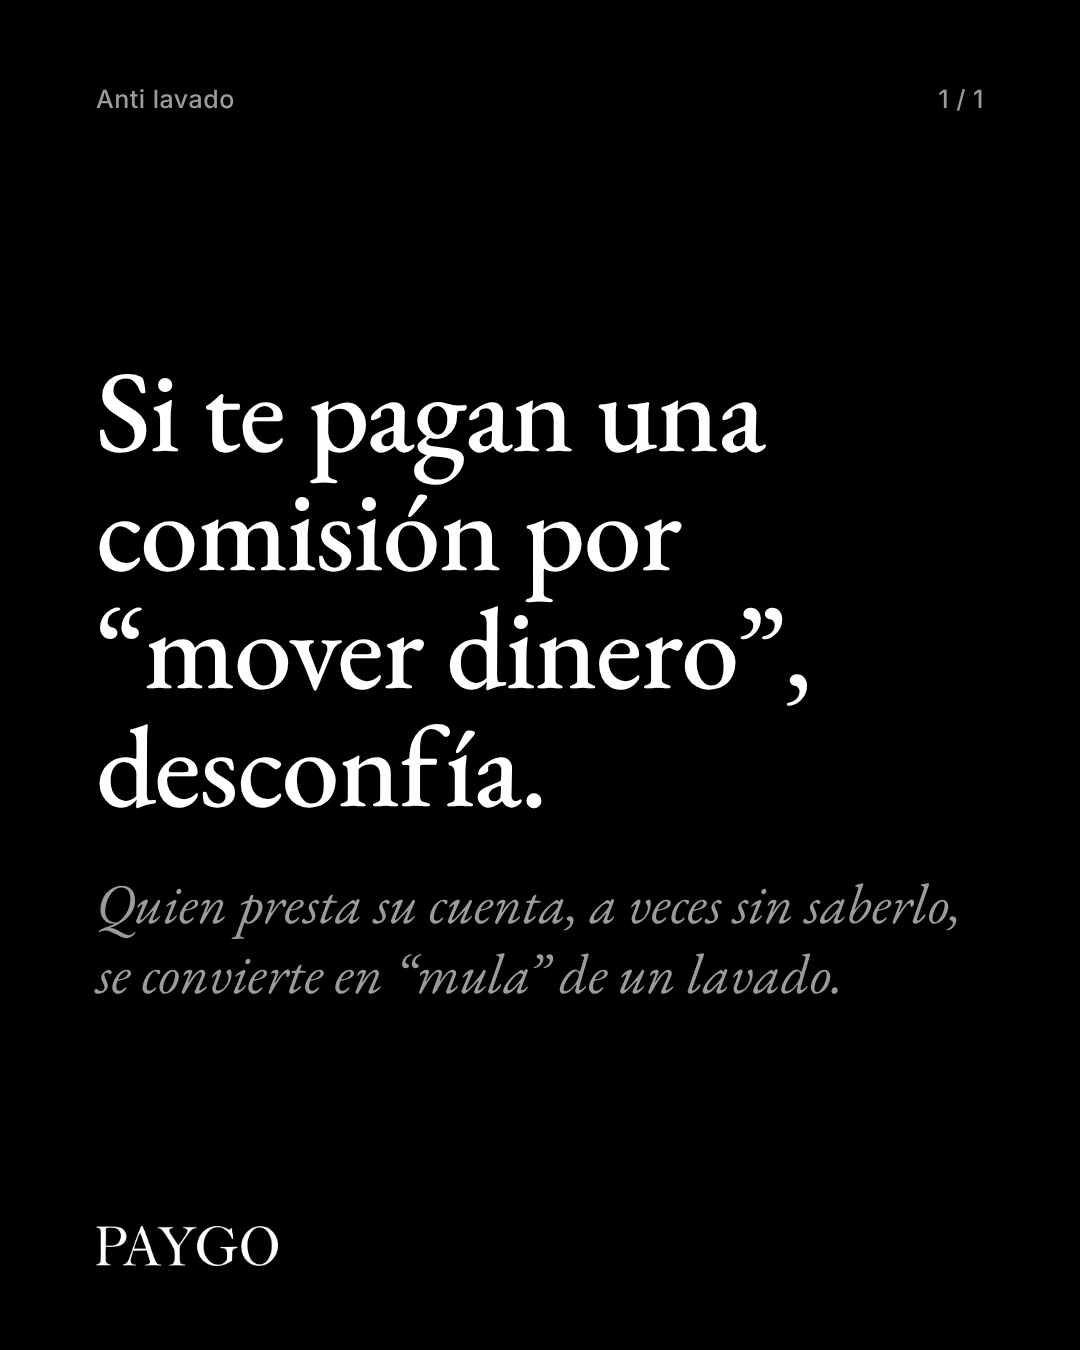 Anti lavado
1 / 1
Si te pagan una
comisión por
“mover dinero”,
desconfía.
Quien presta su cuenta, a veces sin saberlo,
se convierte en “mula” de un lavado.
PAYGO